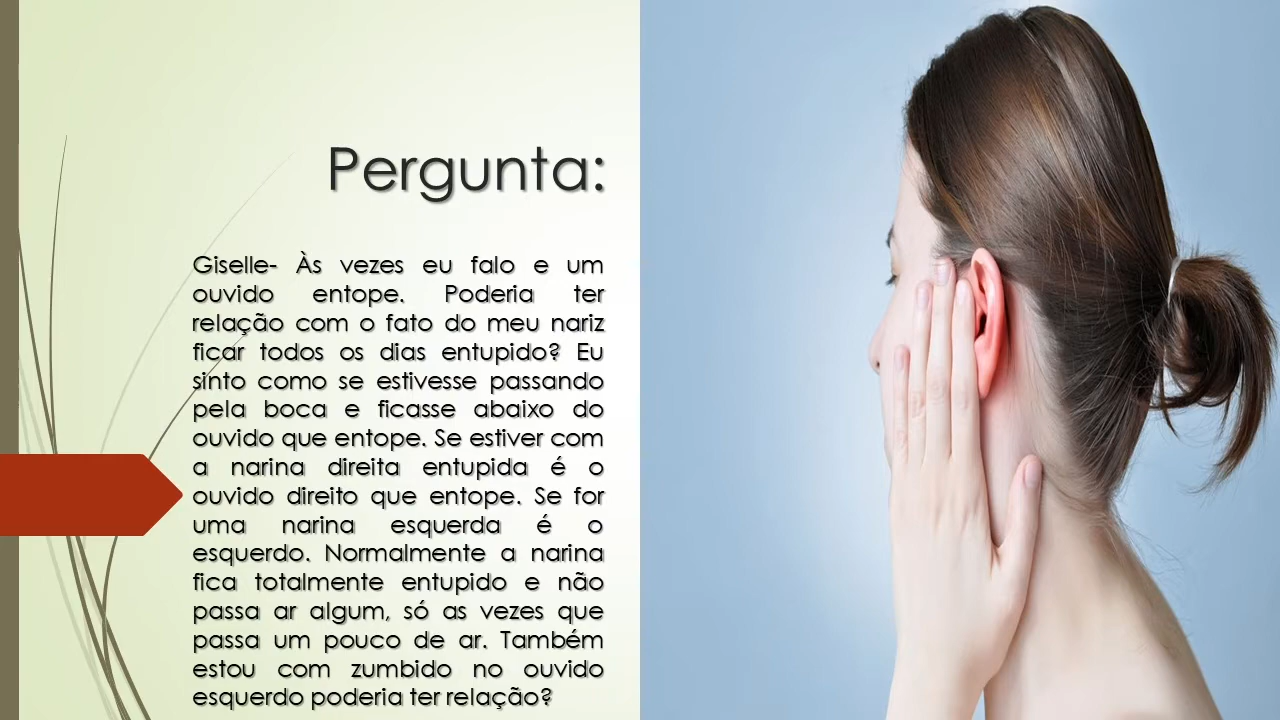 Pergunta:
Giselle- Às vezes eu falo e um
ouvido entope. Poderia ter
relação com o fato do meu nariz
ficar todos os dias entupido? Eu
sinto como se estivesse passando
pela boca e ficasse abaixo do
ouvido que entope. Se estiver com
a narina direita entupida é o
ouvido direito que entope. Se for
uma narina esquerda é o
esquerdo. Normalmente a narina
fica totalmente entupido e não
passa ar algum, só as vezes que
passa um pouco de ar. Também
estou com zumbido no ouvido
esquerdo poderia ter relação?